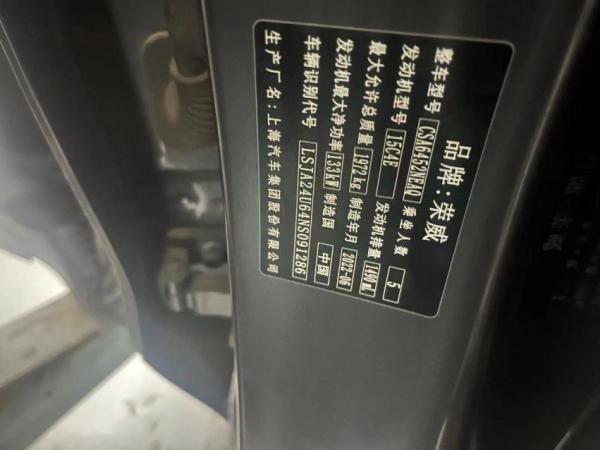 品牌:荣威
整车型号 CSA6452NEAQ 乘坐人数 5
发动机型号 15C4E 发动机排量 1490mL
最大允许总质量 1972kg 制造年月 2022-06
发动机最大净功率 133kW 制造国 中国
车辆识别代号 LSJA24U64NS091286
生产厂名:上海汽车集团股份有限公司